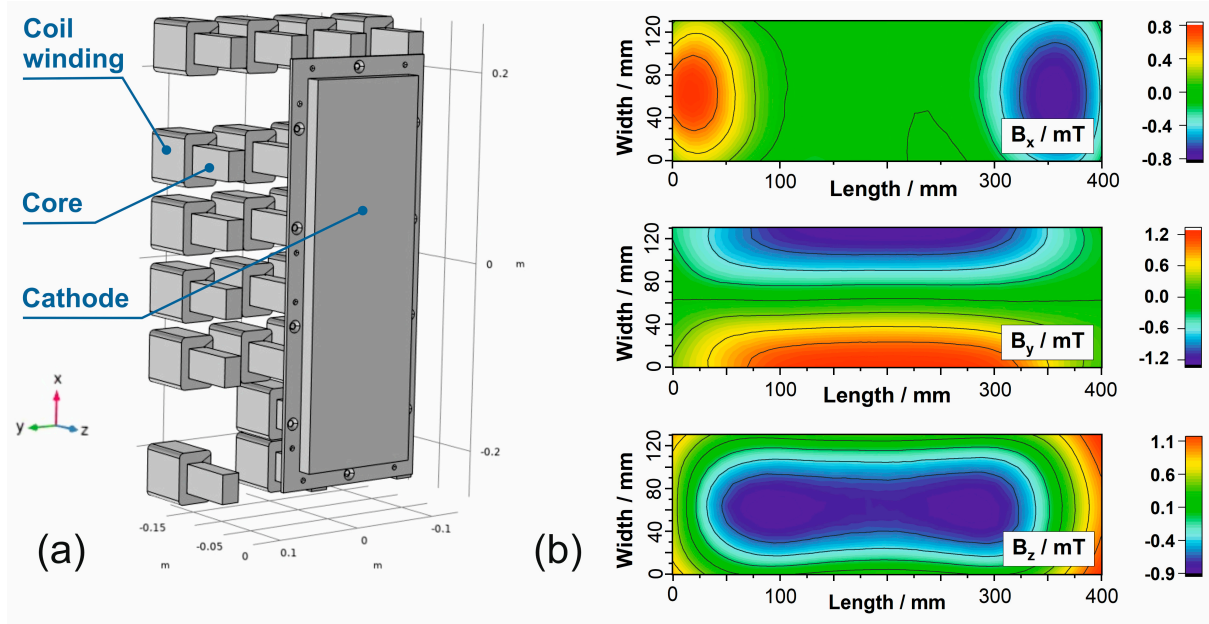 Coil
winding
Core
Cathode
0.2
0
m
-0.2
x
y
z
-0.15
-0.05
0
0.1
0
-0.1
m
m
(a)
(b)
120
80
40
0
Width / mm
0
100
300
400
Length / mm
Bx / mT
0.8
0.4
0.0
-0.4
-0.8
120
80
40
0
Width / mm
0
100
300
400
Length / mm
By / mT
1.2
0.6
0.0
-0.6
-1.2
120
80
40
0
Width / mm
0
100
300
400
Length / mm
Bz / mT
1.1
0.6
0.1
-0.4
-0.9